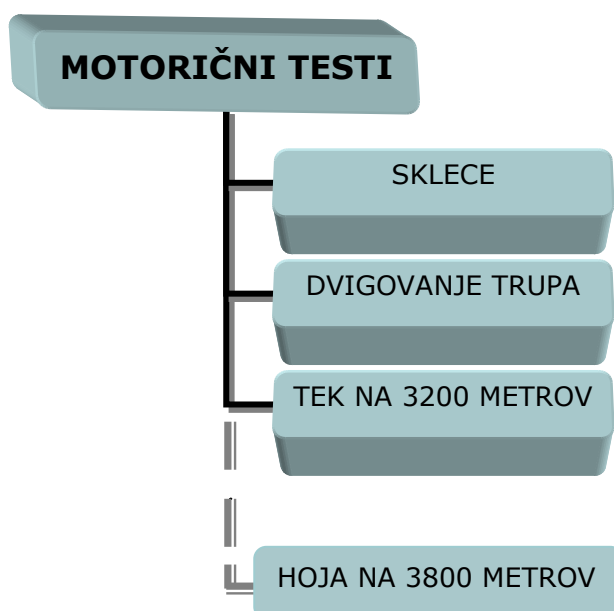 MOTORIČNI TESTI
SKLECE
DVIGOVANJE TRUPA
TEK NA 3200 METROV
HOJA NA 3800 METROV